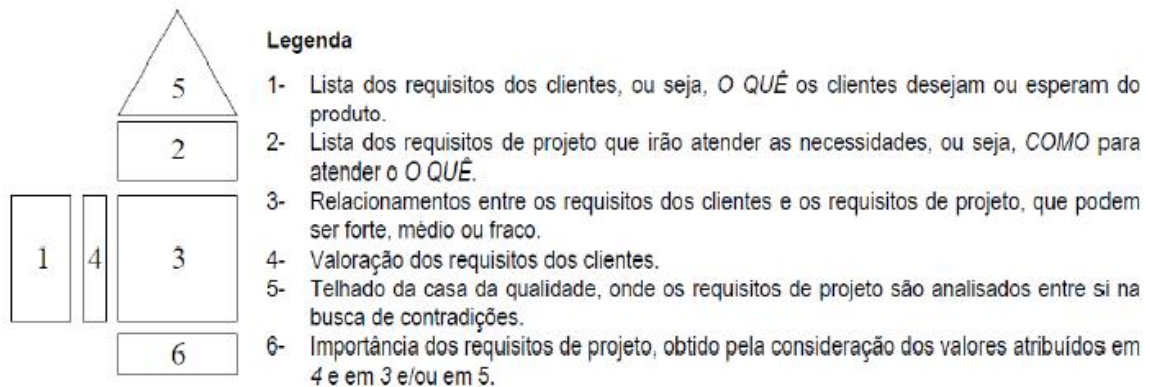 5
2
1
4
3
6
Legenda
1- Lista dos requisitos dos clientes, ou seja, O QUÊ os clientes desejam ou esperam do
produto.
2- Lista dos requisitos de projeto que irão atender as necessidades, ou seja, COMO para
atender o O QUÊ.
3- Relacionamentos entre os requisitos dos clientes e os requisitos de projeto, que podem
ser forte, médio ou fraco.
4- Valoração dos requisitos dos clientes.
5- Telhado da casa da qualidade, onde os requisitos de projeto são analisados entre si na
busca de contradições.
6- Importância dos requisitos de projeto, obtido pela consideração dos valores atribuídos em
4 e em 3 e/ou em 5.